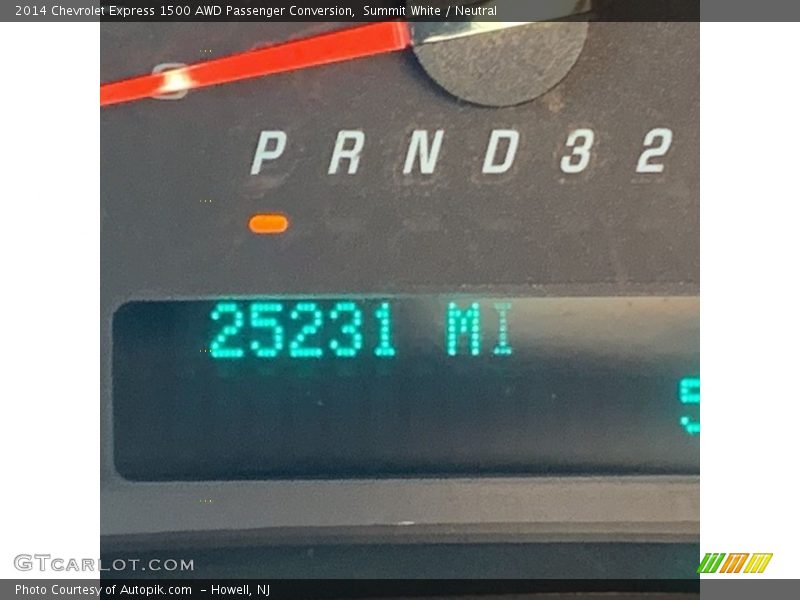 2014 Chevrolet Express 1500 AWD Passenger Conversion, Summit White / Neutral
P R N D 3 2
25231 MI
GTCARLOT.COM
Photo Courtesy of Autopik.com – Howell, NJ